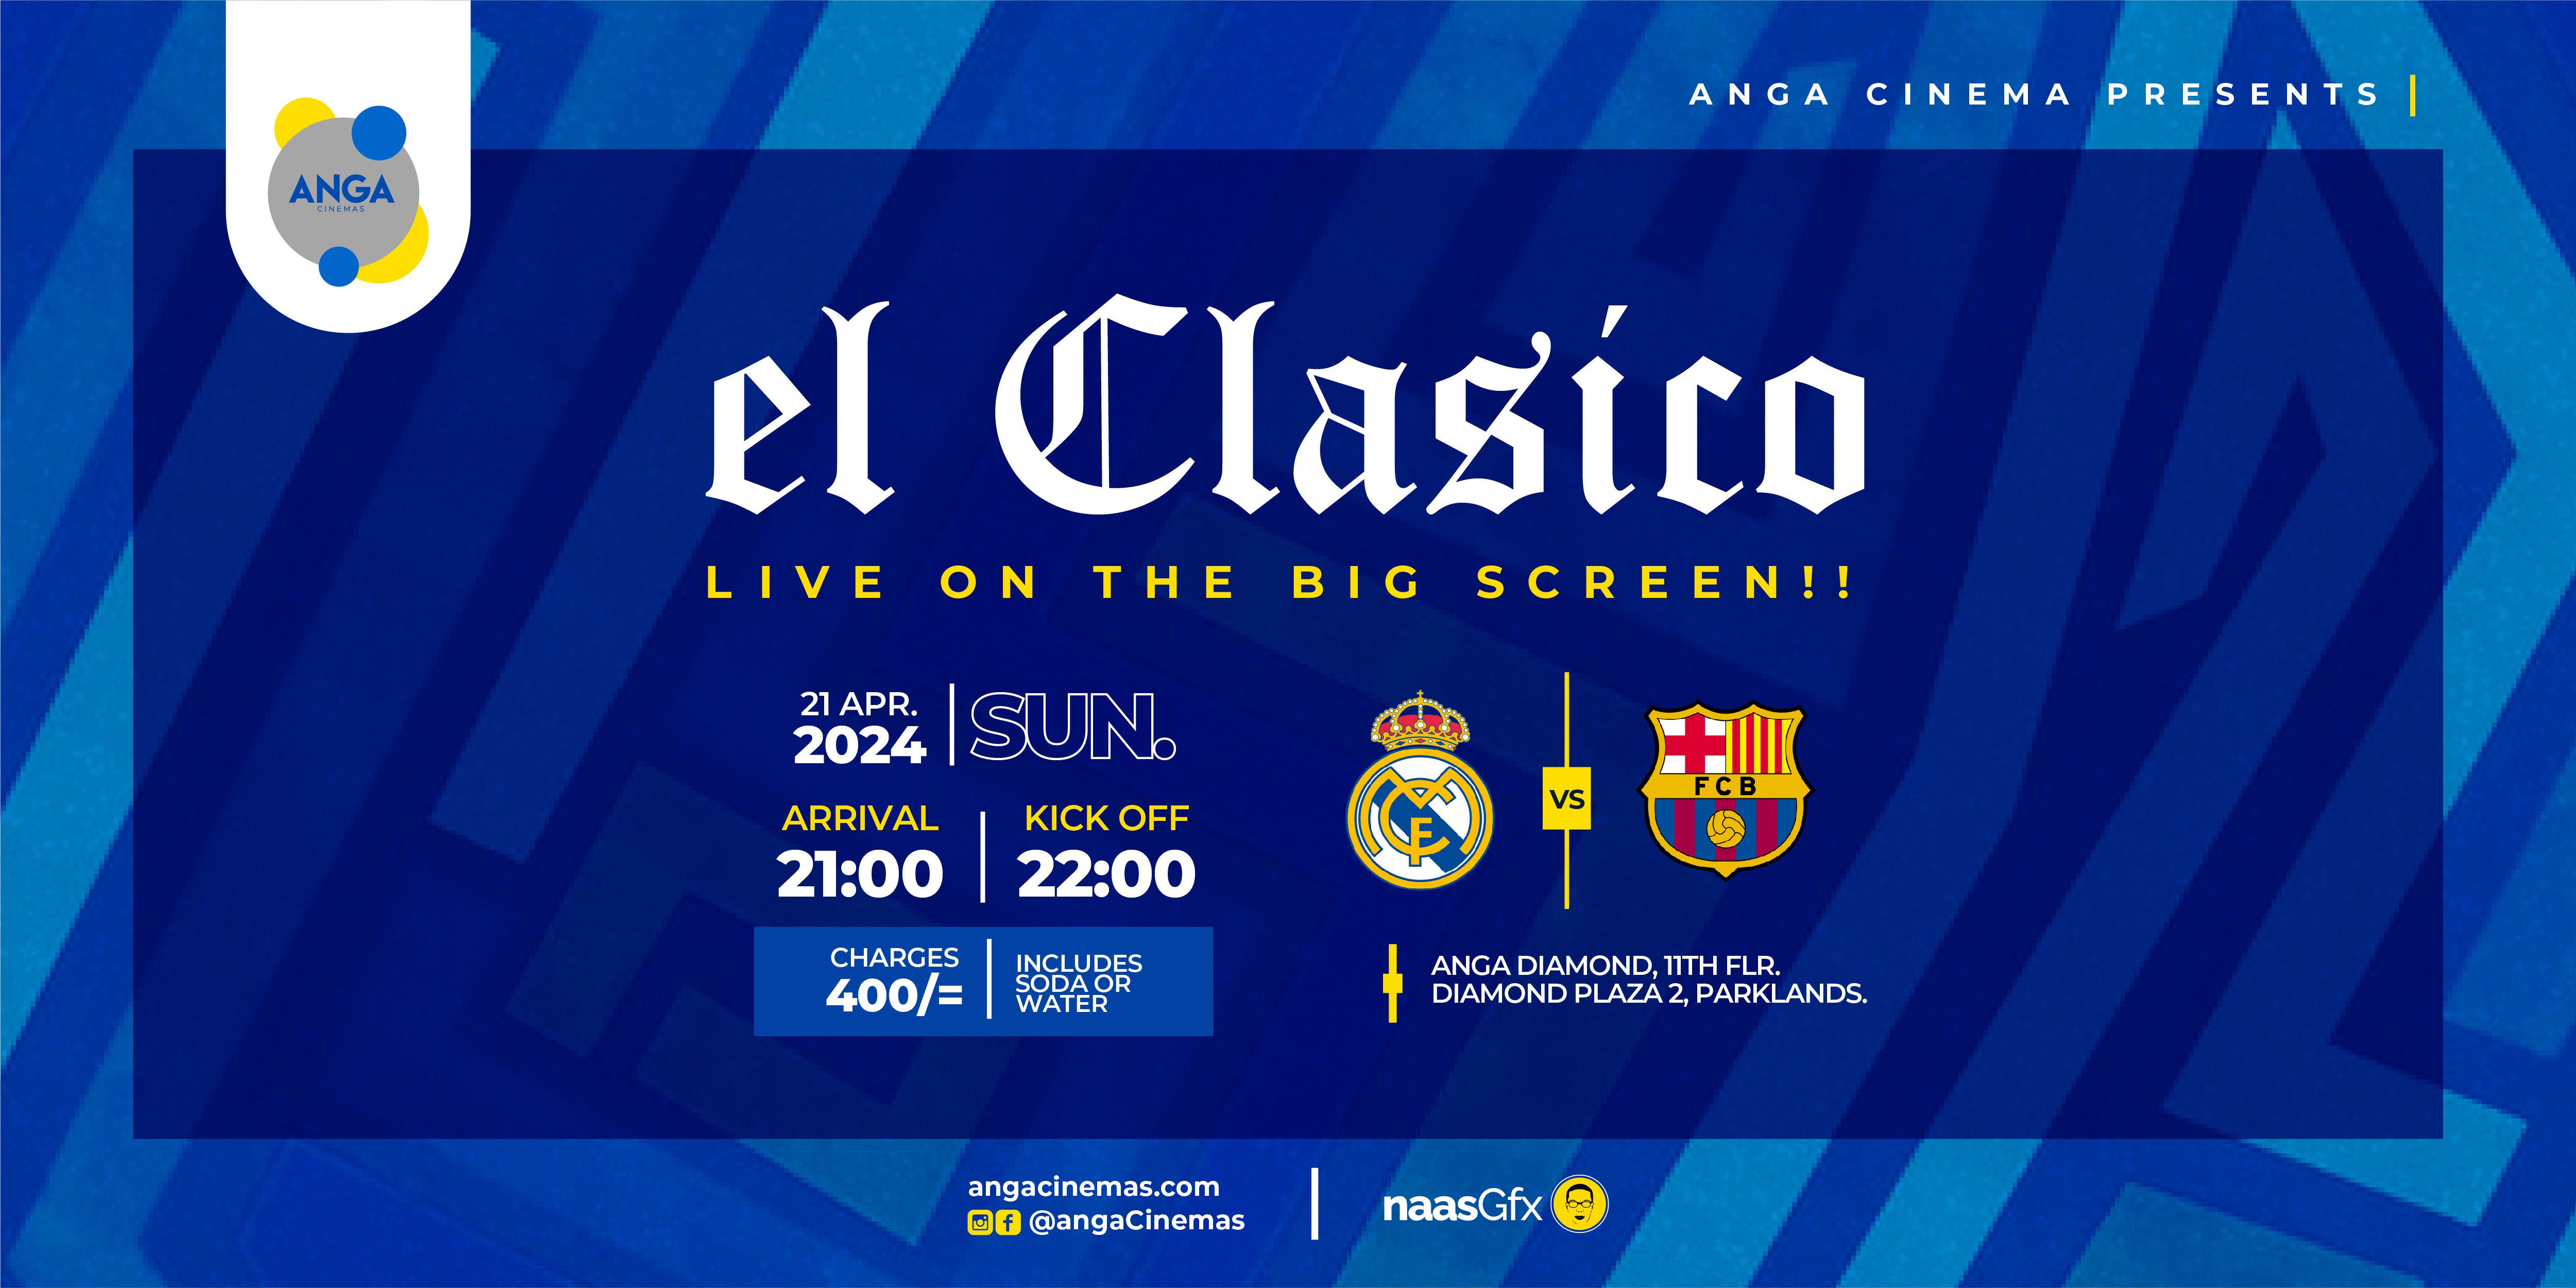 ANGA CINEMA PRESENTS
ANGA
CINEMAS
el Clasíco
LIVE ON THE BIG SCREEN!!
21 APR.
2024
SUN.
ARRIVAL
21:00
KICK OFF
22:00
CHARGES
400/=
INCLUDES
SODA OR
WATER
VS
FCB
ANGA DIAMOND, 11TH FLR.
DIAMOND PLAZA 2, PARKLANDS.
angacinemas.com
@angaCinemas
naasGfx